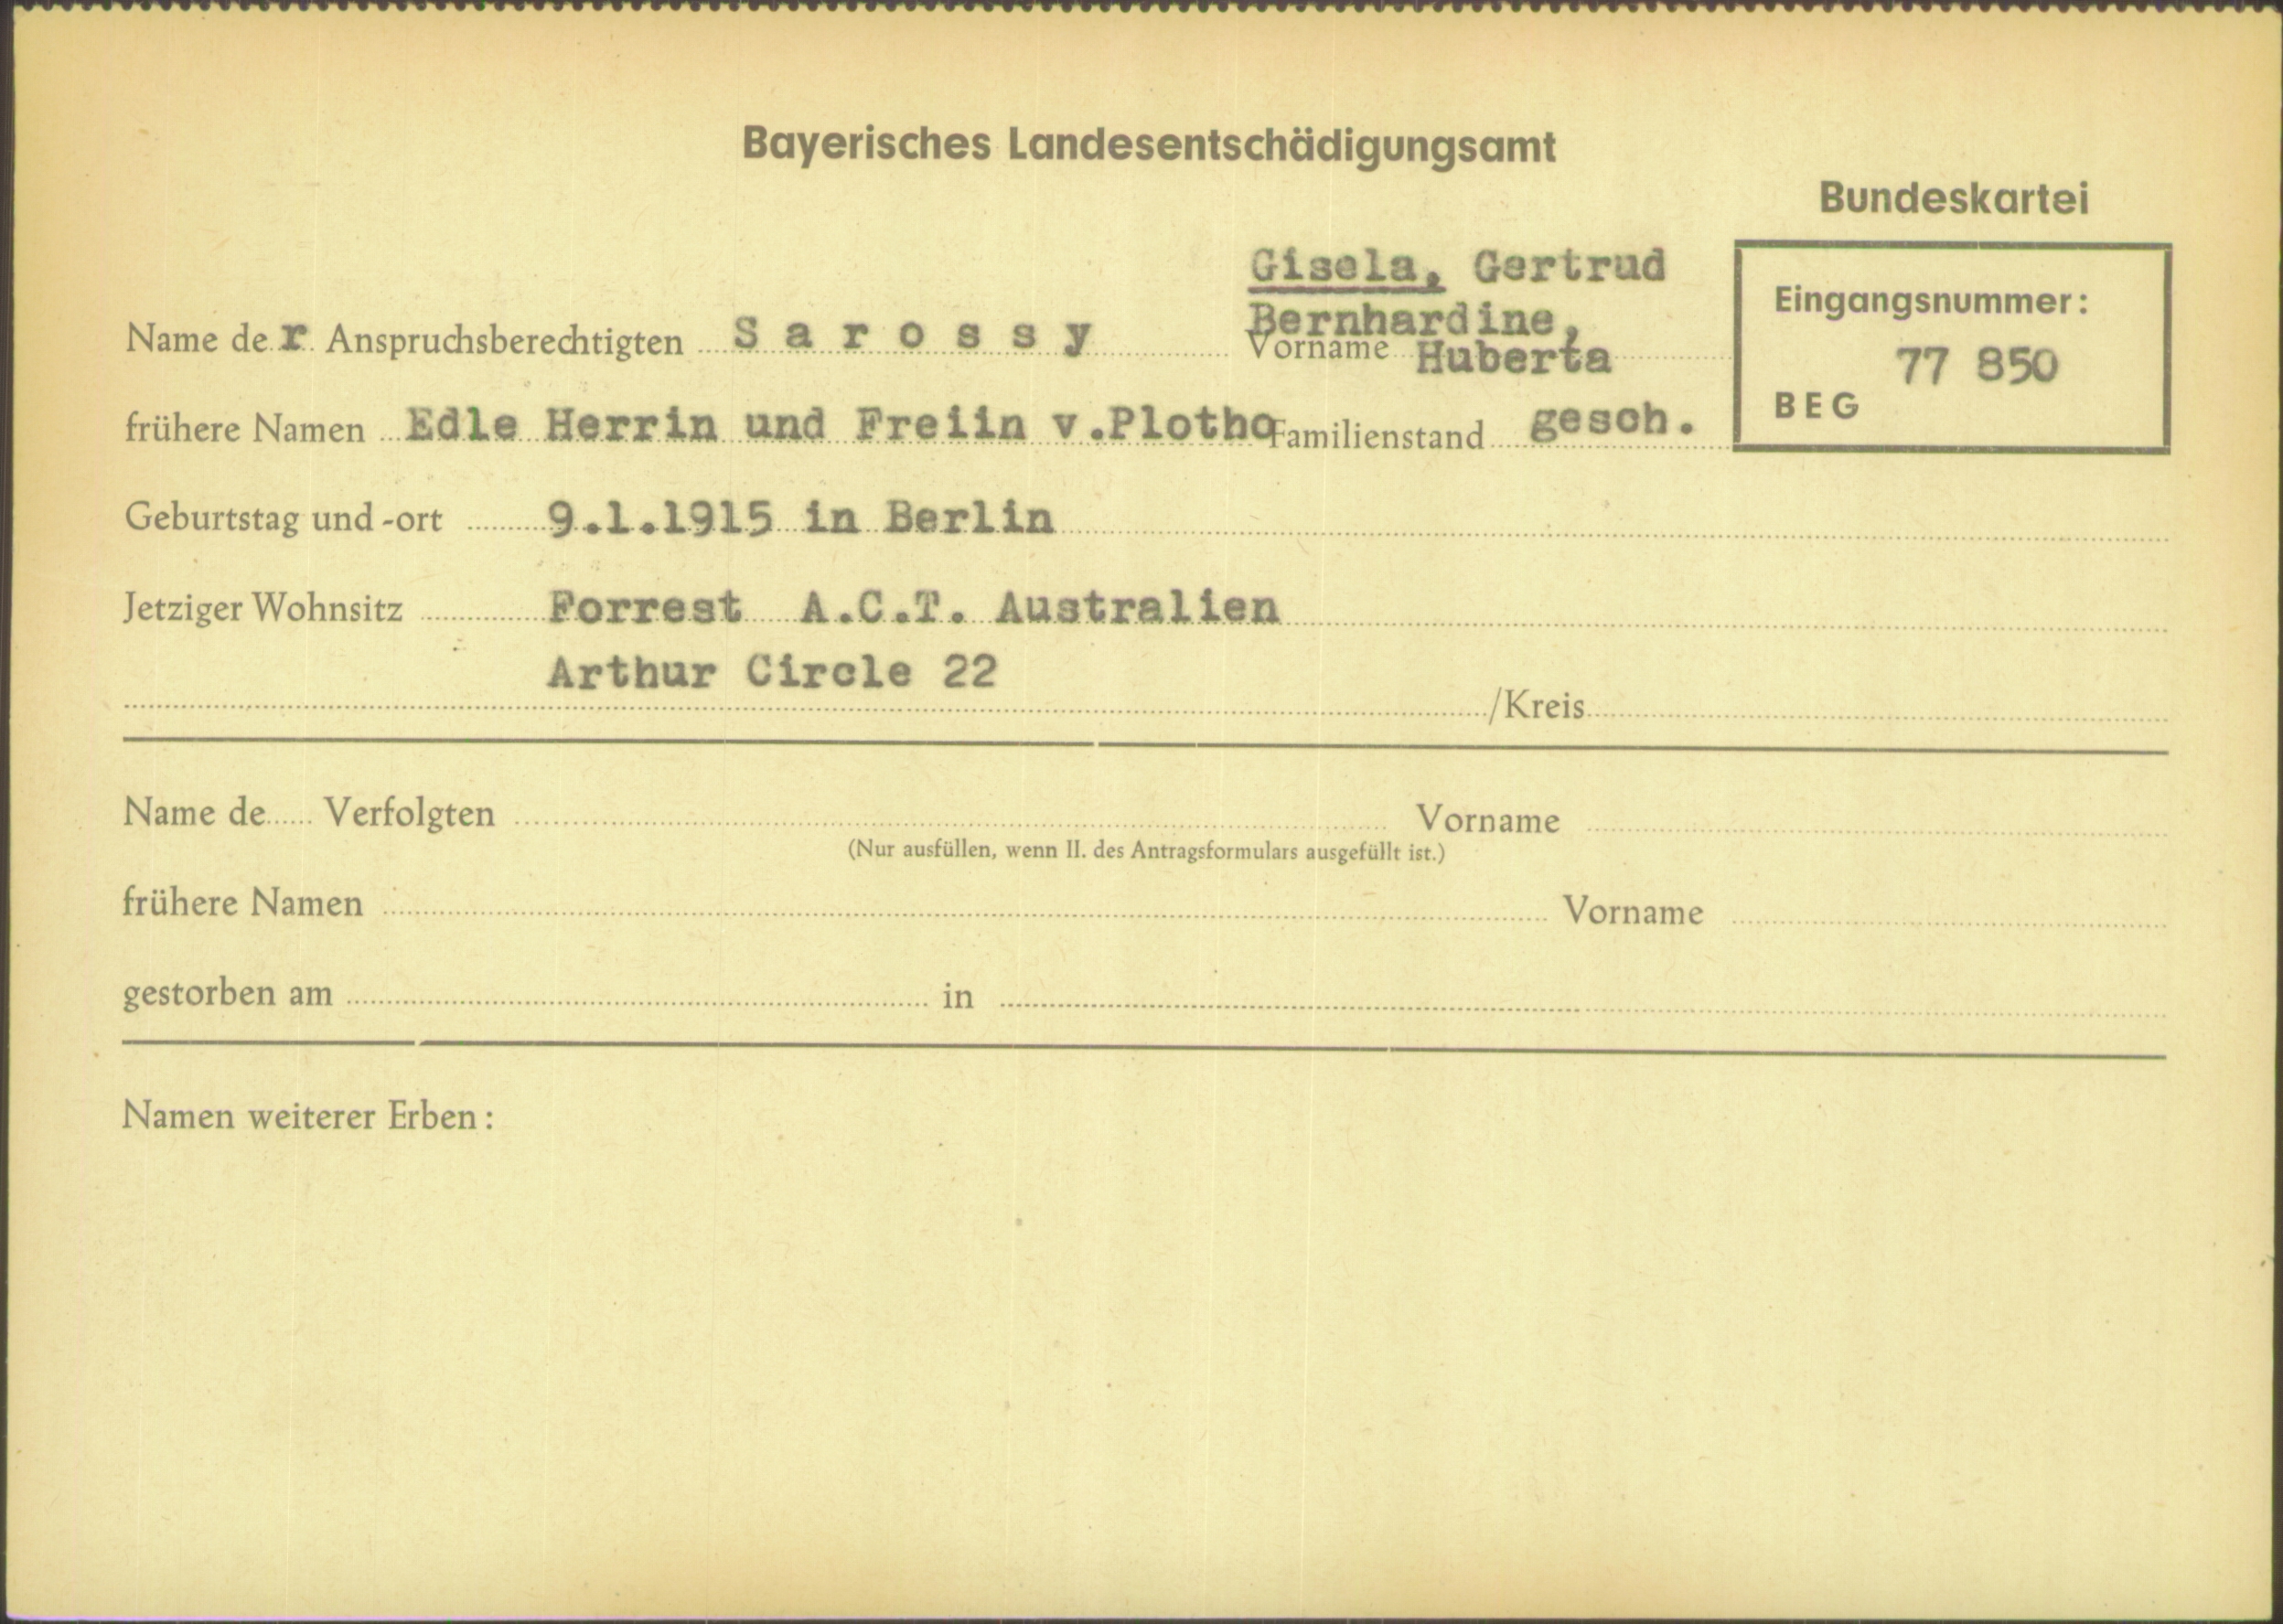 Bayerisches Landesentschädigungsamt
Bundeskartei
Gisela, Gertrud
Bernhardine,
Name der Anspruchsberechtigten Sarossy Vorname Huberta
Eingangsnummer:
77 850
BEG
frühere Namen Edle Herrin und Freiin v.Plotho Familienstand gesch.
Geburtstag und -ort 9.1.1915 in Berlin
Jetziger Wohnsitz Forrest A.C.T. Australien
Arthur Circle 22
/Kreis
Name de Verfolgten Vorname
(Nur ausfüllen, wenn II. des Antragsformulars ausgefüllt ist.)
frühere Namen Vorname
gestorben am in
Namen weiterer Erben: